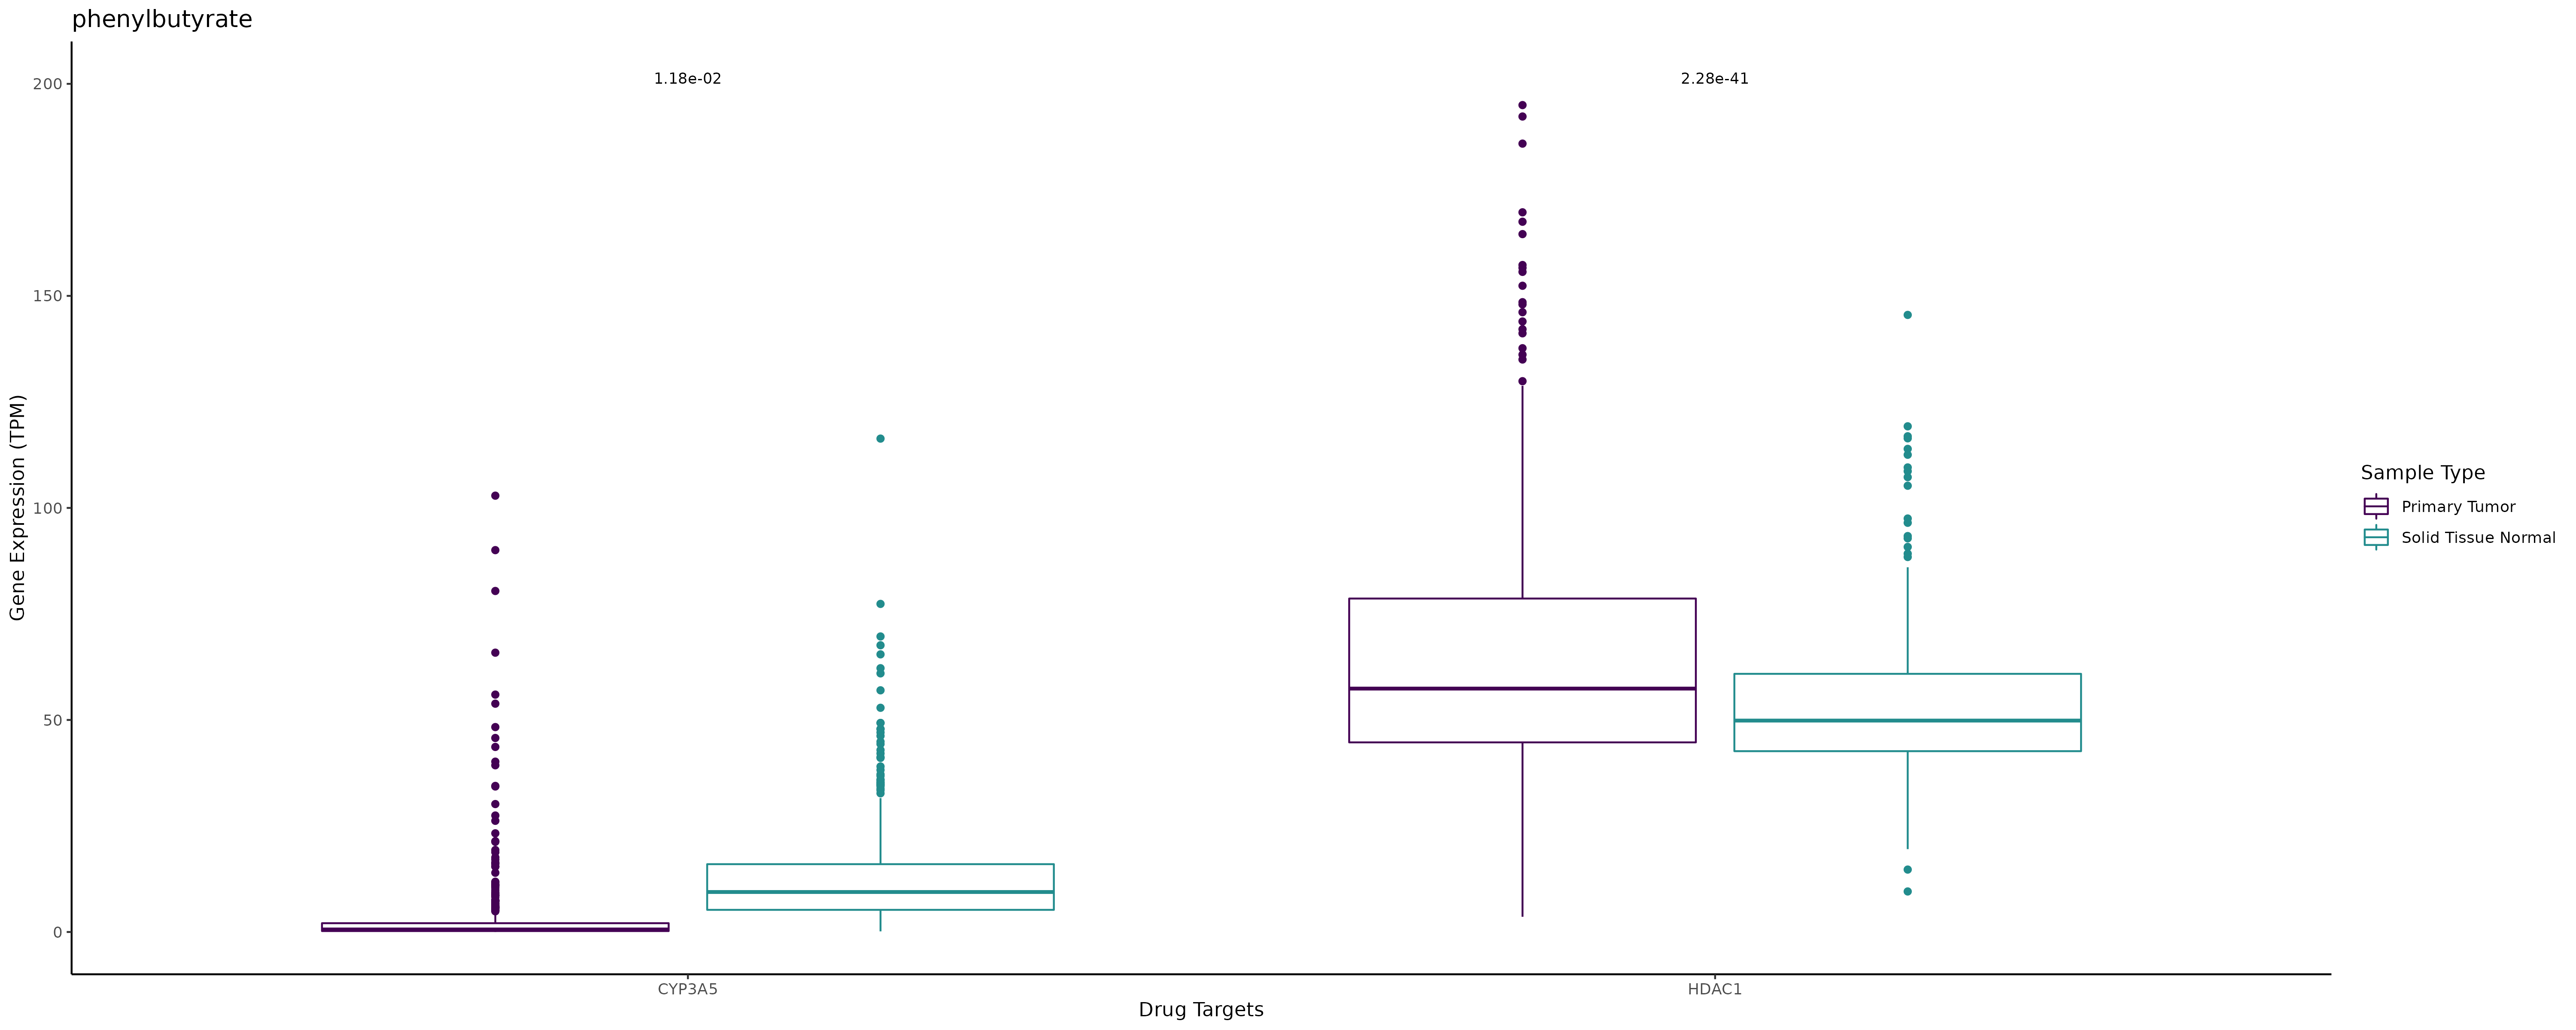 phenylbutyrate
1.18e-02
2.28e-41
200
150
100
50
0
Gene Expression (TPM)
CYP3A5
HDAC1
Drug Targets
Sample Type
Primary Tumor
Solid Tissue Normal